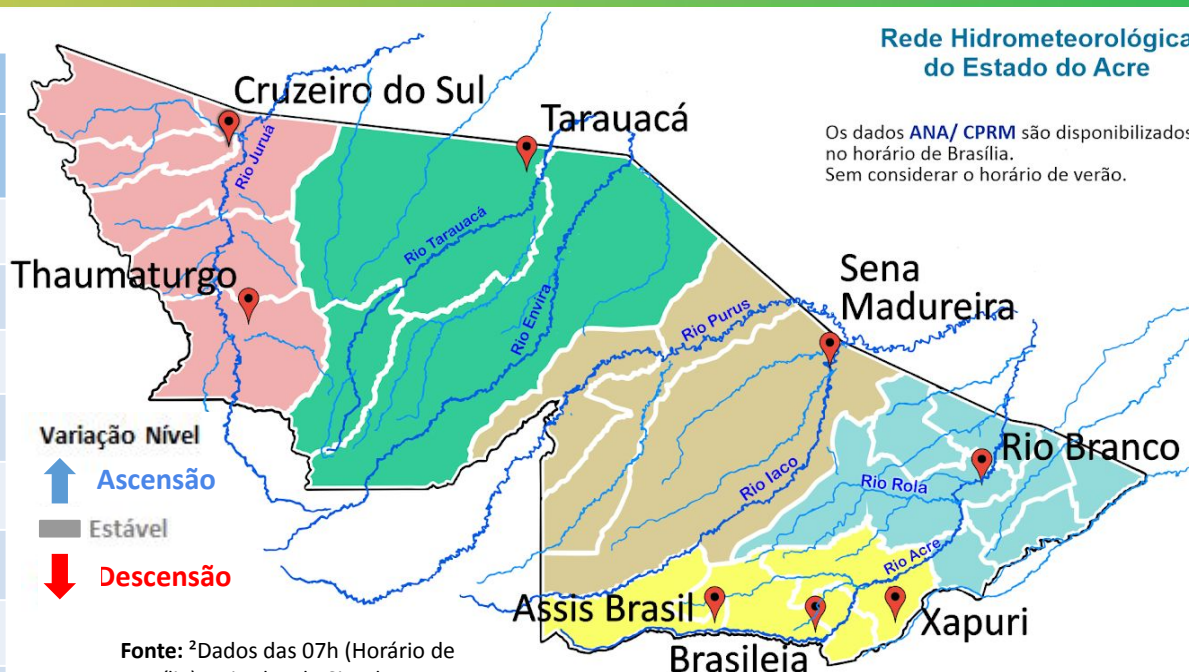 Rede Hidrometeorológica
do Estado do Acre
Os dados ANA/ CPRM são disponibilizados
no horário de Brasília.
Sem considerar o horário de verão.
Cruzeiro do Sul
Tarauacá
Rio Juruá
Rio Tarauacá
Thaumaturgo
Rio Envira
Sena
Madureira
Rio Purus
Variação Nível
Ascensão
Estável
Descensão
Rio Branco
Rio Iaco
Rio Rola
Rio Acre
Assis Brasil
Xapuri
Brasileia
Fonte: ²Dados das 07h (Horário de